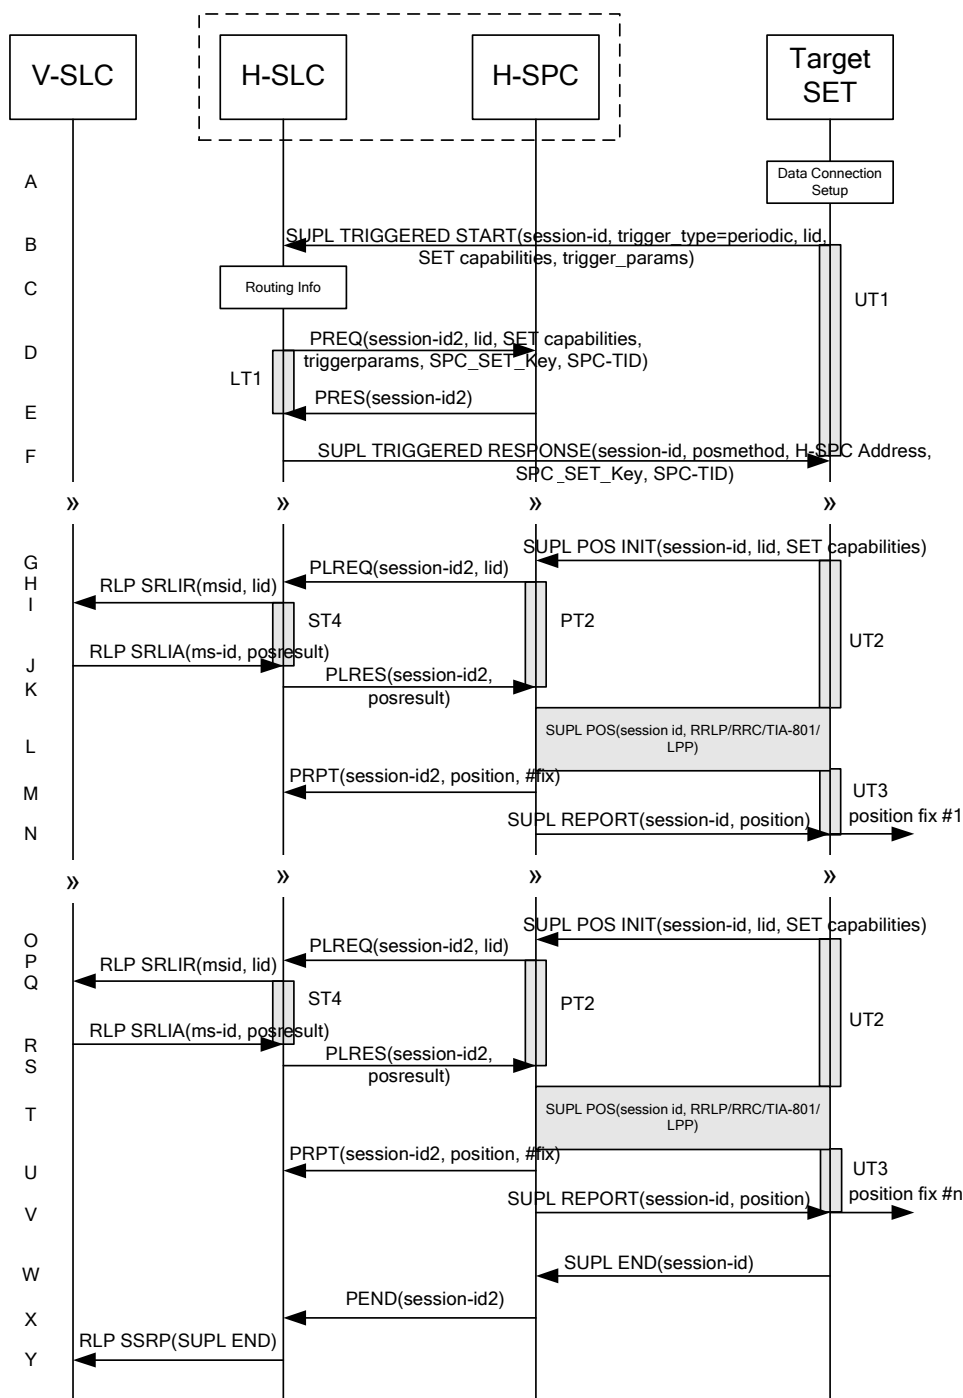 V-SLC
H-SLC
H-SPC
Target
SET
A
Data Connection
Setup
B
SUPL TRIGGERED START(session-id, trigger_type=periodic, lid,
SET capabilities, trigger_params)
C
Routing Info
UT1
D
PREQ(session-id2, lid, SET capabilities,
triggerparams, SPC_SET_Key, SPC-TID)
LT1
E
PRES(session-id2)
F
SUPL TRIGGERED RESPONSE(session-id, posmethod, H-SPC Address,
SPC_SET_Key, SPC-TID)
» » » »
G
SUPL POS INIT(session-id, lid, SET capabilities)
H
PLREQ(session-id2, lid)
I
RLP SRLIR(msid, lid)
ST4
PT2
UT2
J
RLP SRLIA(ms-id, posresult)
K
PLRES(session-id2,
posresult)
L
SUPL POS(session id, RRLP/RRC/TIA-801/
LPP)
M
PRPT(session-id2, position, #fix)
UT3
position fix #1
N
SUPL REPORT(session-id, position)
» » » »
O
SUPL POS INIT(session-id, lid, SET capabilities)
P
PLREQ(session-id2, lid)
Q
RLP SRLIR(msid, lid)
ST4
PT2
UT2
R
RLP SRLIA(ms-id, posresult)
S
PLRES(session-id2,
posresult)
T
SUPL POS(session id, RRLP/RRC/TIA-801/
LPP)
U
PRPT(session-id2, position, #fix)
UT3
position fix #n
V
SUPL REPORT(session-id, position)
W
SUPL END(session-id)
X
PEND(session-id2)
Y
RLP SSRP(SUPL END)